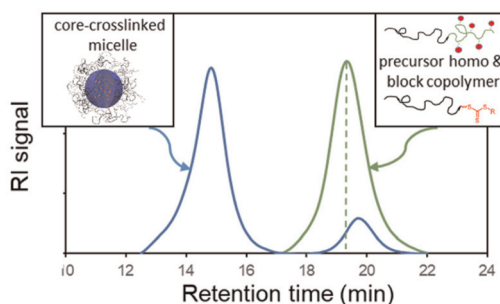 core-crosslinked
micelle
precursor homo &
block copolymer
S
S
S
R
RI signal
10
12
14
16
18
20
22
24
Retention time (min)